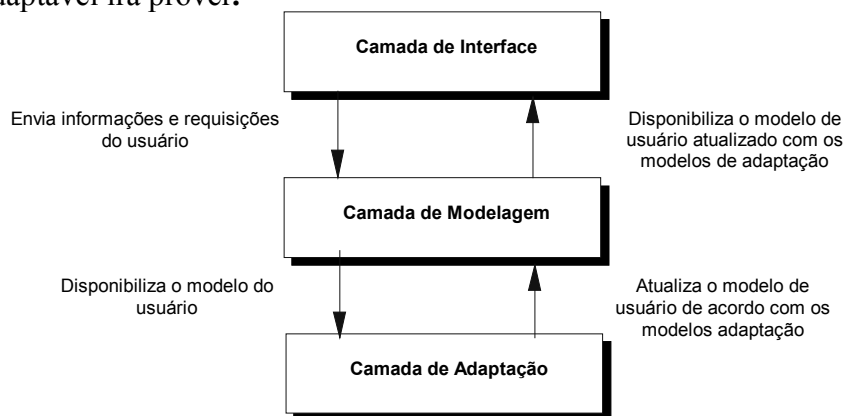 daptável irá prover.
Camada de Interface
Envia informações e requisições
do usuário
Disponibiliza o modelo de
usuário atualizado com os
modelos de adaptação
Camada de Modelagem
Disponibiliza o modelo do
usuário
Atualiza o modelo de
usuário de acordo com os
modelos adaptação
Camada de Adaptação